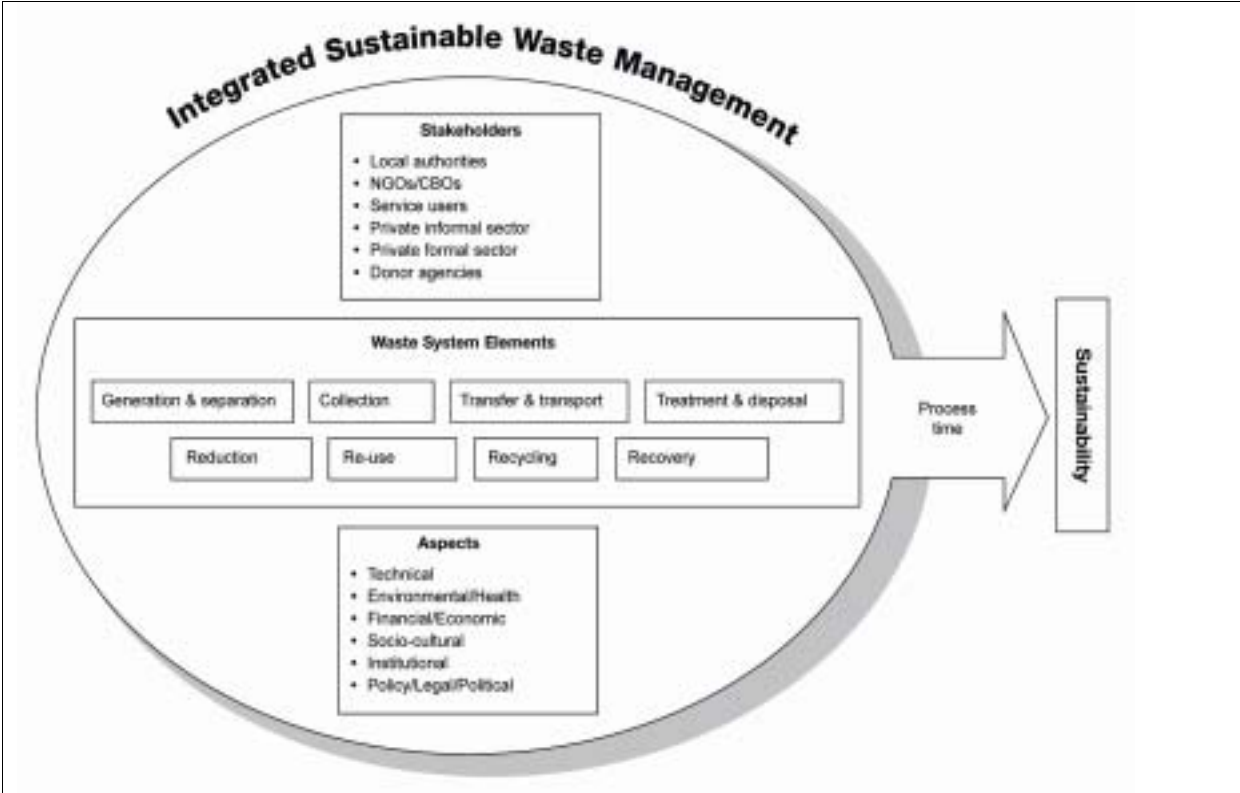 Integrated Sustainable Waste Management
Stakeholders
• Local authorities
• NGOs/CBOs
• Service users
• Private informal sector
• Private formal sector
• Donor agencies
Waste System Elements
Generation & separation
Collection
Transfer & transport
Treatment & disposal
Reduction
Re-use
Recycling
Recovery
Aspects
• Technical
• Environmental/Health
• Financial/Economic
• Socio-cultural
• Institutional
• Policy/Legal/Political
Process
time
Sustainability